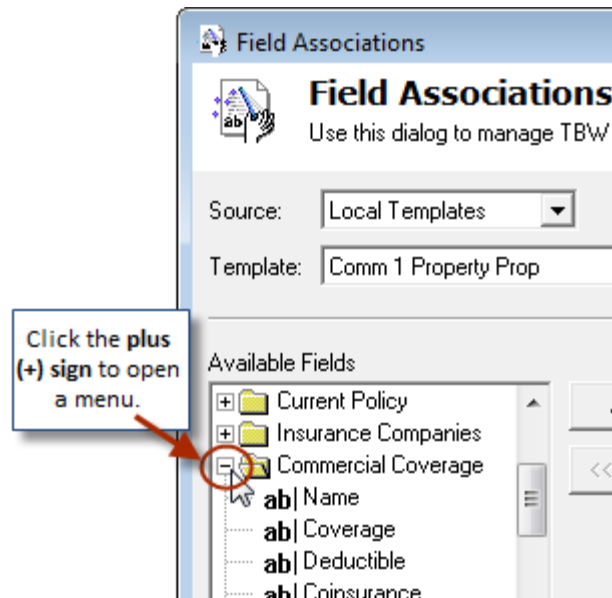 Field Associations
Field Associations
Use this dialog to manage TBW
Source: Local Templates
Template: Comm 1 Property Prop
Click the plus
(+) sign to open
a menu.
Available Fields
Current Policy
Insurance Companies
Commercial Coverage
ab| Name
ab| Coverage
ab| Deductible
ab| Coinsurance
<<